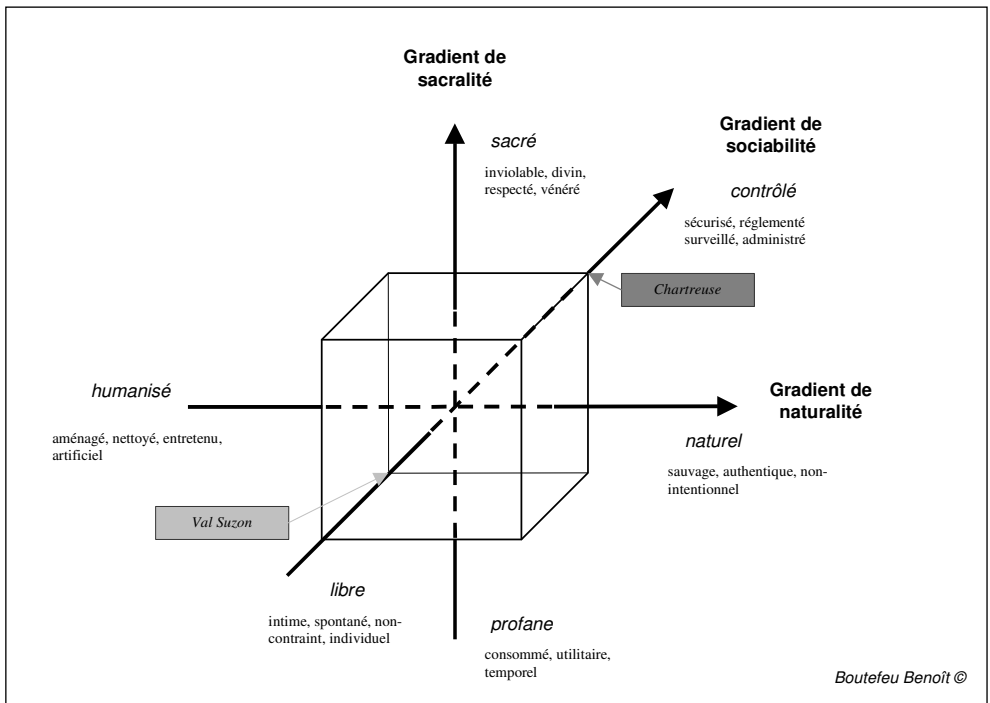 Gradient de
sacralité
Gradient de
sociabilité
sacré
inviolable, divin,
respecté, vénéré
contrôlé
sécurisé, réglementé
surveillé, administré
Chartreuse
humanisé
aménagé, nettoyé, entretenu,
artificiel
Gradient de
naturalité
naturel
sauvage, authentique, non-
intentionnel
Val Suzon
libre
intime, spontané, non-
contraint, individuel
profane
consommé, utilitaire,
temporel
Boutefeu Benoît ©